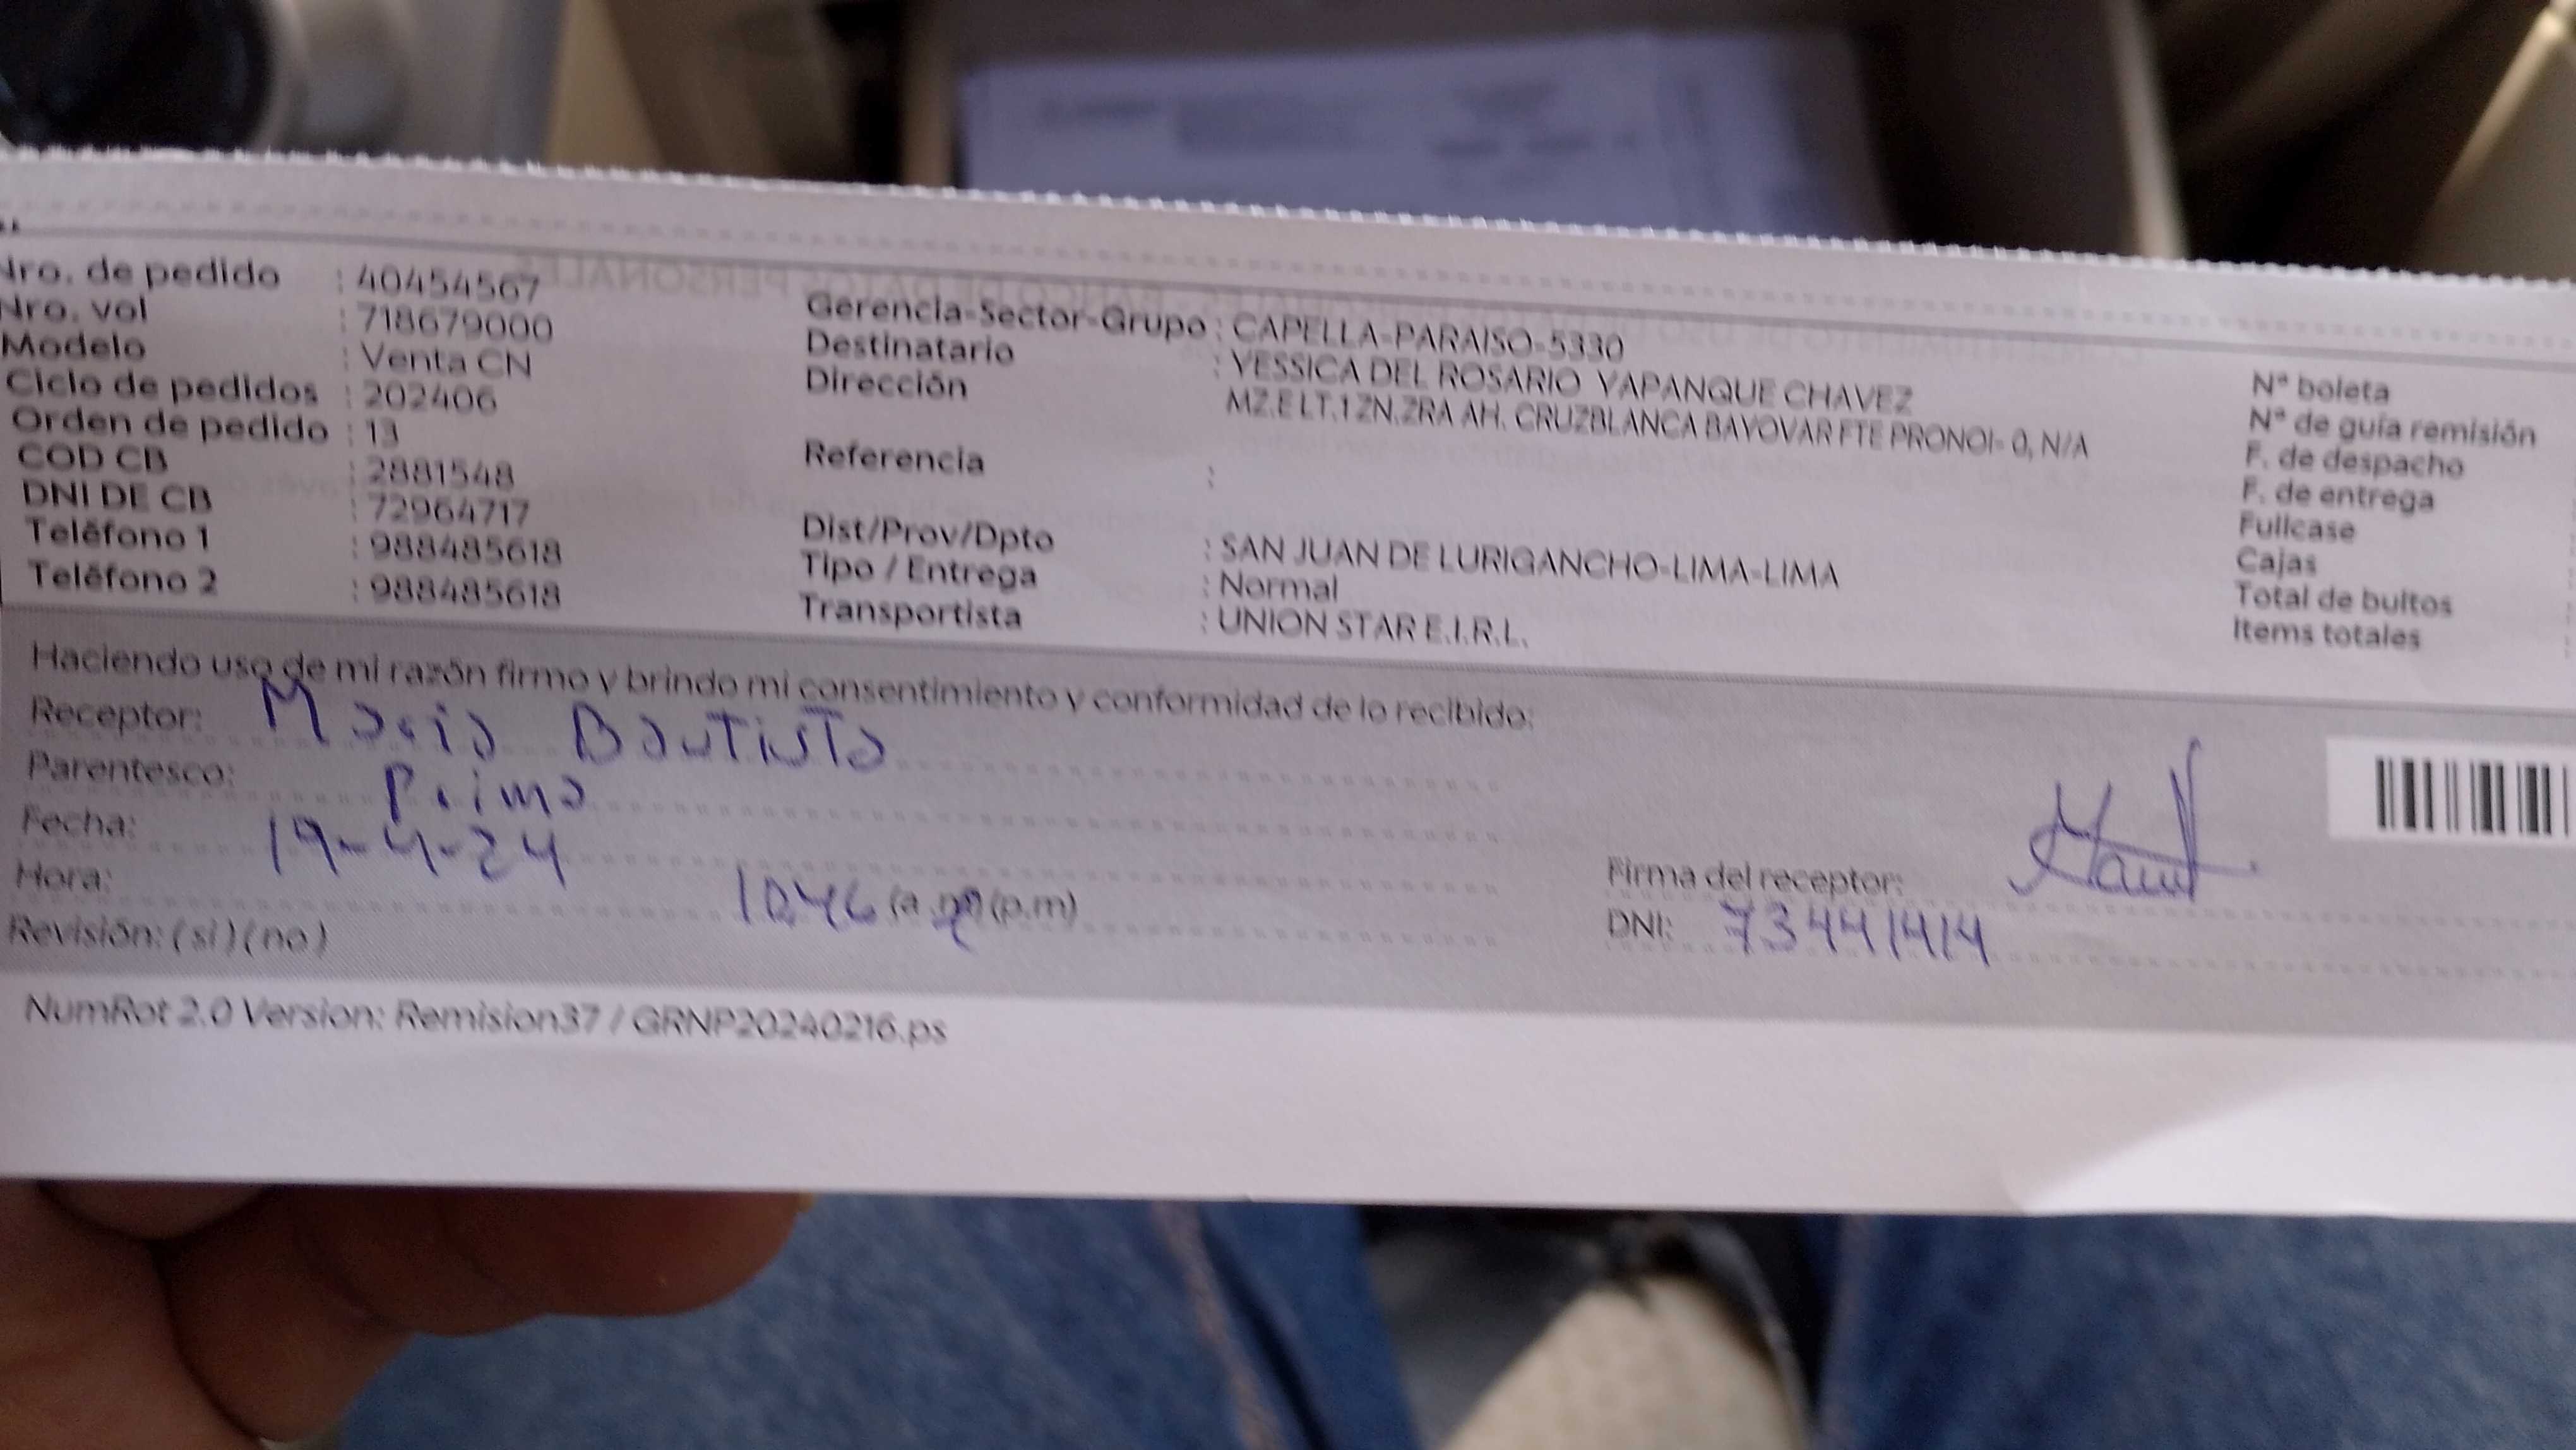 Nro. de pedido : 40454567
Nro. vol : 718679000
Modelo : Venta CN
Ciclo de pedidos : 202406
Orden de pedido : 13
COD CB : 2881548
DNI DE CB : 72964717
Teléfono 1 : 988485618
Teléfono 2 : 988485618
Gerencia-Sector-Grupo : CAPELLA-PARAISO-5330
Destinatario : YESSICA DEL ROSARIO YAPANQUE CHAVEZ
Dirección MZ.E LT.1 ZN.ZRA AH. CRUZBLANCA BAYOVAR FTE PRONOI- 0, N/A
Referencia :
Dist/Prov/Dpto : SAN JUAN DE LURIGANCHO-LIMA-LIMA
Tipo / Entrega : Normal
Transportista : UNION STAR E.I.R.L.
N° boleta
N° de guía remisión
F. de despacho
F. de entrega
Fullcase
Cajas
Total de bultos
Items totales
Haciendo uso de mi razón firmo y brindo mi consentimiento y conformidad de lo recibido:
Receptor: Maria Bautista
Parentesco: Prima
Fecha: 19-4-24
Hora: 10:46 (a.m) (p.m)
Revisión: (si) (no)
Firma del receptor:
DNI: 73441414
NumRot 2.0 Version: Remision37 / GRNP20240216.ps